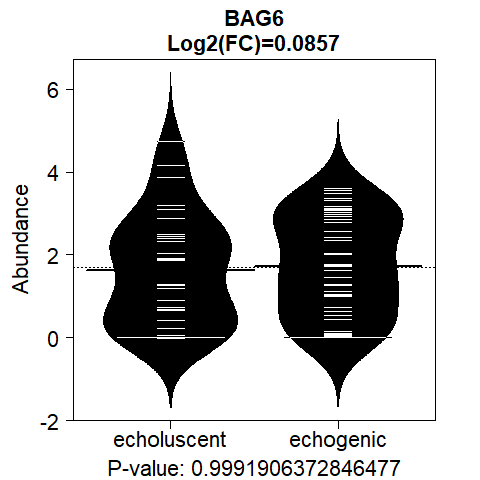 BAG6
Log2(FC)=0.0857
Abundance
6
4
2
0
-2
echoluscent echogenic
P-value: 0.9991906372846477